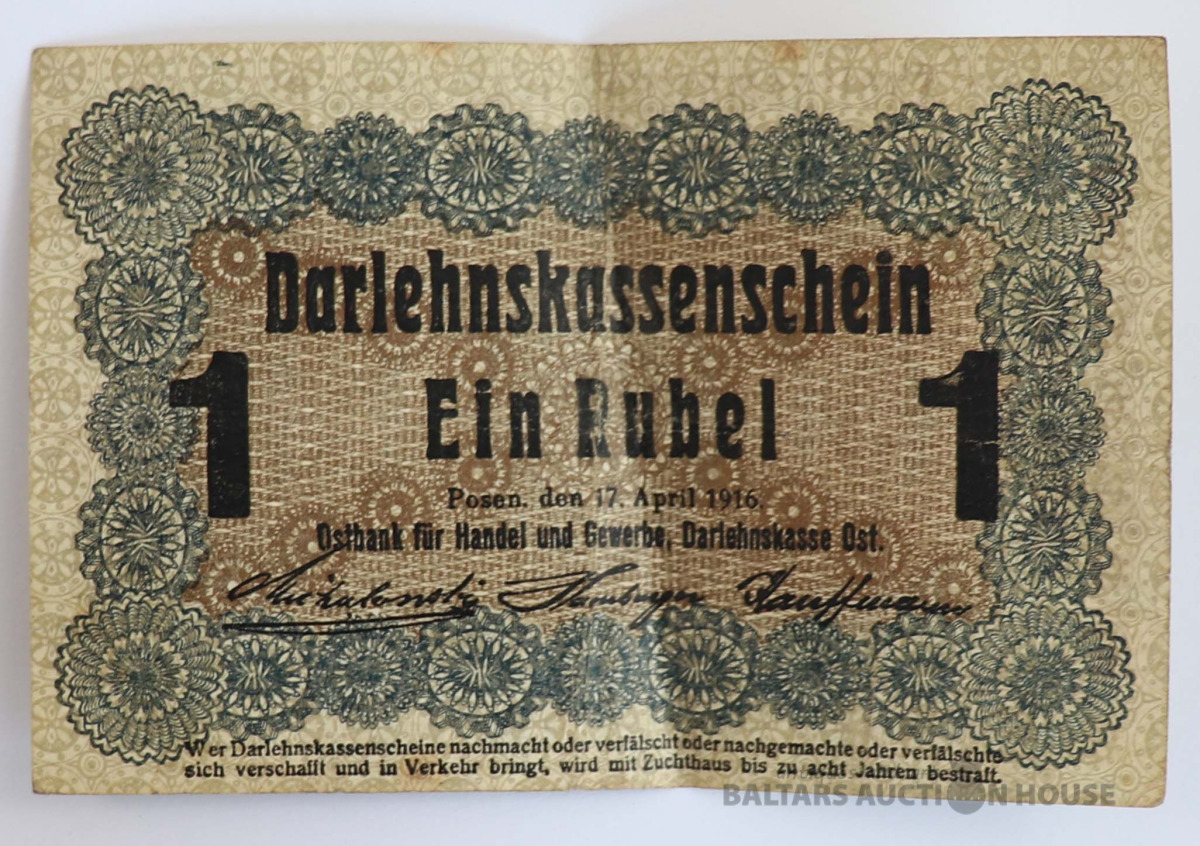 Darlehnskassenschein
1 Ein Rubel 1
Posen, den 17. April 1916.
Ostbank für Handel und Gewerbe, Darlehnskasse Ost.
Kauffmann
Wer Darlehnskassenscheine nachmacht oder verfälscht oder nachgemachte oder verfälschte
sich verschafft und in Verkehr bringt, wird mit Zuchthaus bis zu acht Jahren bestraft.
BALTARS AUCTION HOUSE